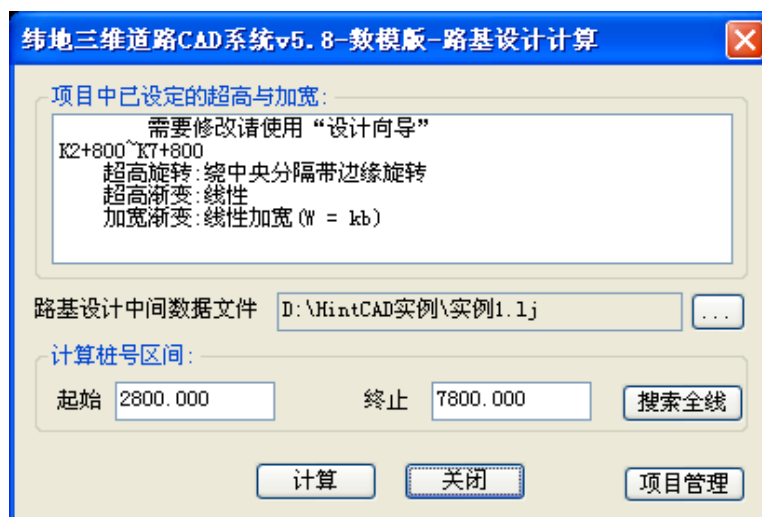 纬地三维道路CAD系统v5.8-数模版-路基设计计算
项目中已设定的超高与加宽:
需要修改请使用“设计向导”
K2+800~K7+800
超高旋转:绕中央分隔带边缘旋转
超高渐变:线性
加宽渐变:线性加宽(W = kb)
路基设计中间数据文件 D:\HintCAD实例\实例1.lj ...
计算桩号区间:
起始 2800.000 终止 7800.000 搜索全线
计算 关闭 项目管理